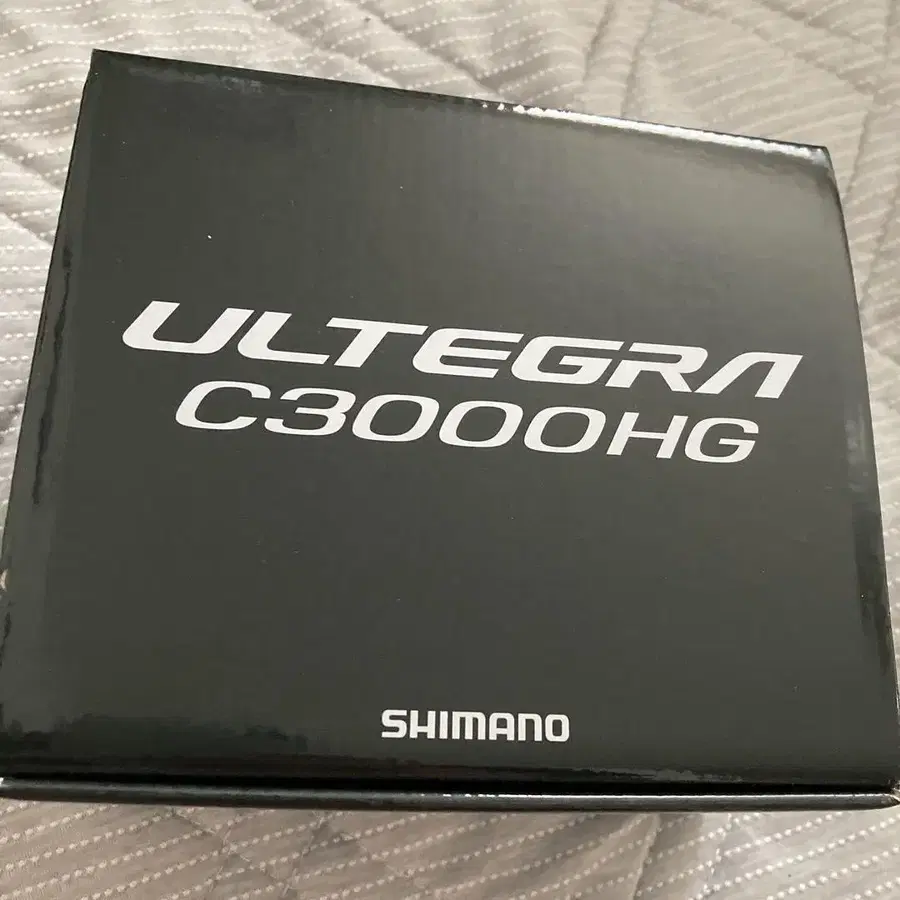 ULTEGRA
C3000HG
SHIMANO